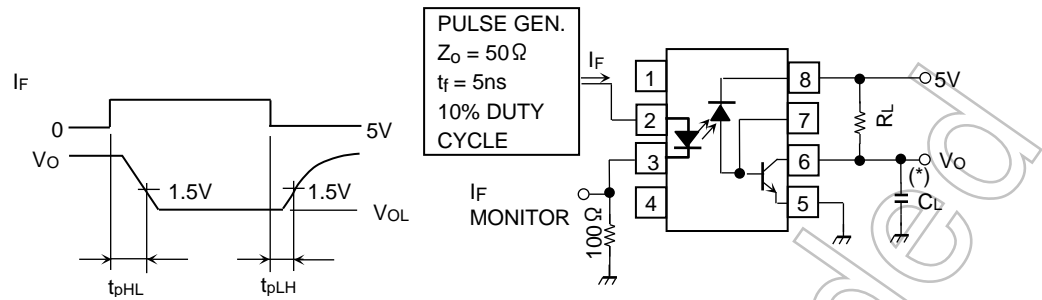 IF
0
5V
VO
1.5V
1.5V
VOL
tpHL
tpLH
PULSE GEN.
Zo = 50Ω
tf = 5ns
10% DUTY
CYCLE
IF
IF
MONITOR
100Ω
1
2
3
4
8
7
6
5
RL
5V
VO
(*)
CL
ded